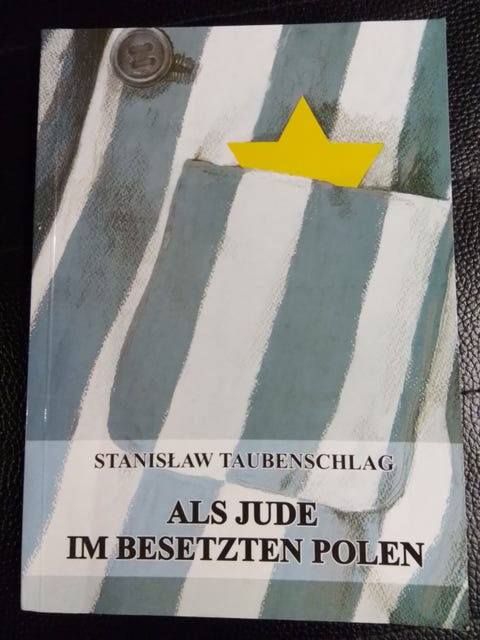 STANISŁAW TAUBENSCHLAG
ALS JUDE
IM BESETZTEN POLEN